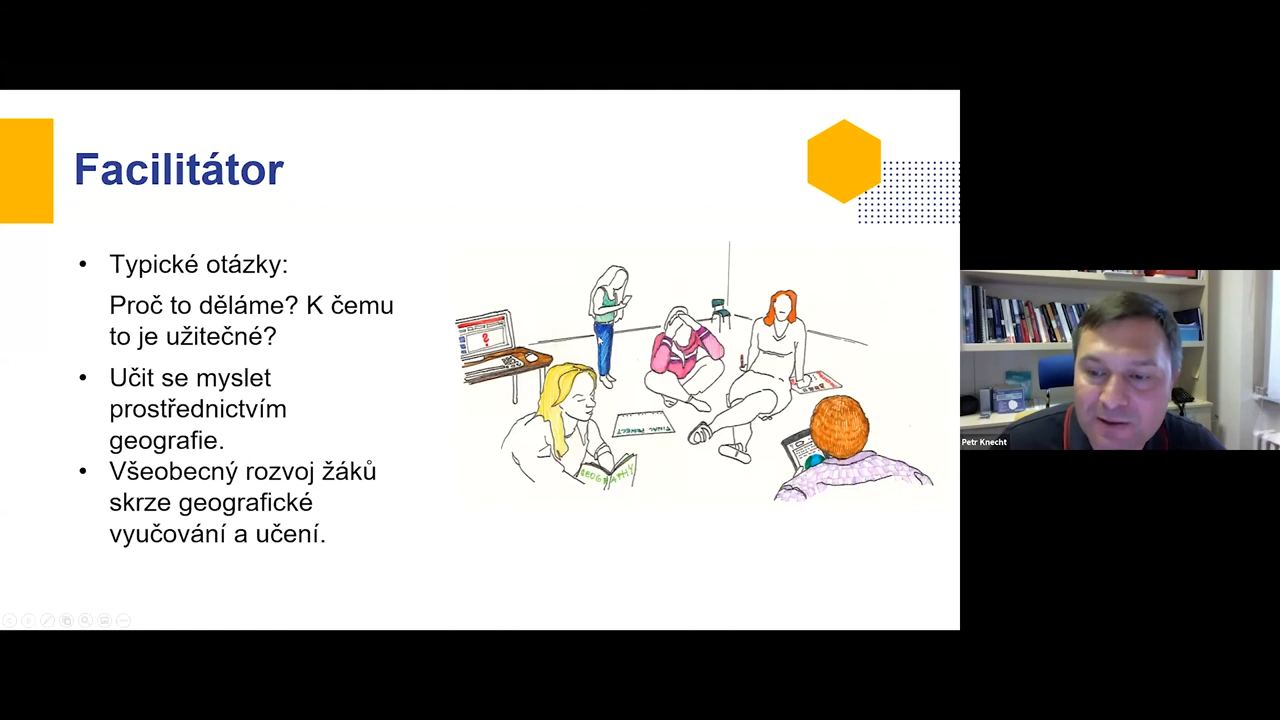 Facilitátor
• Typické otázky:
Proč to děláme? K čemu
to je užitečné?
• Učit se myslet
prostřednictvím
geografie.
• Všeobecný rozvoj žáků
skrze geografické
vyučování a učení.
FINAL PROJECT
GEOGRAPHY
Petr Knecht